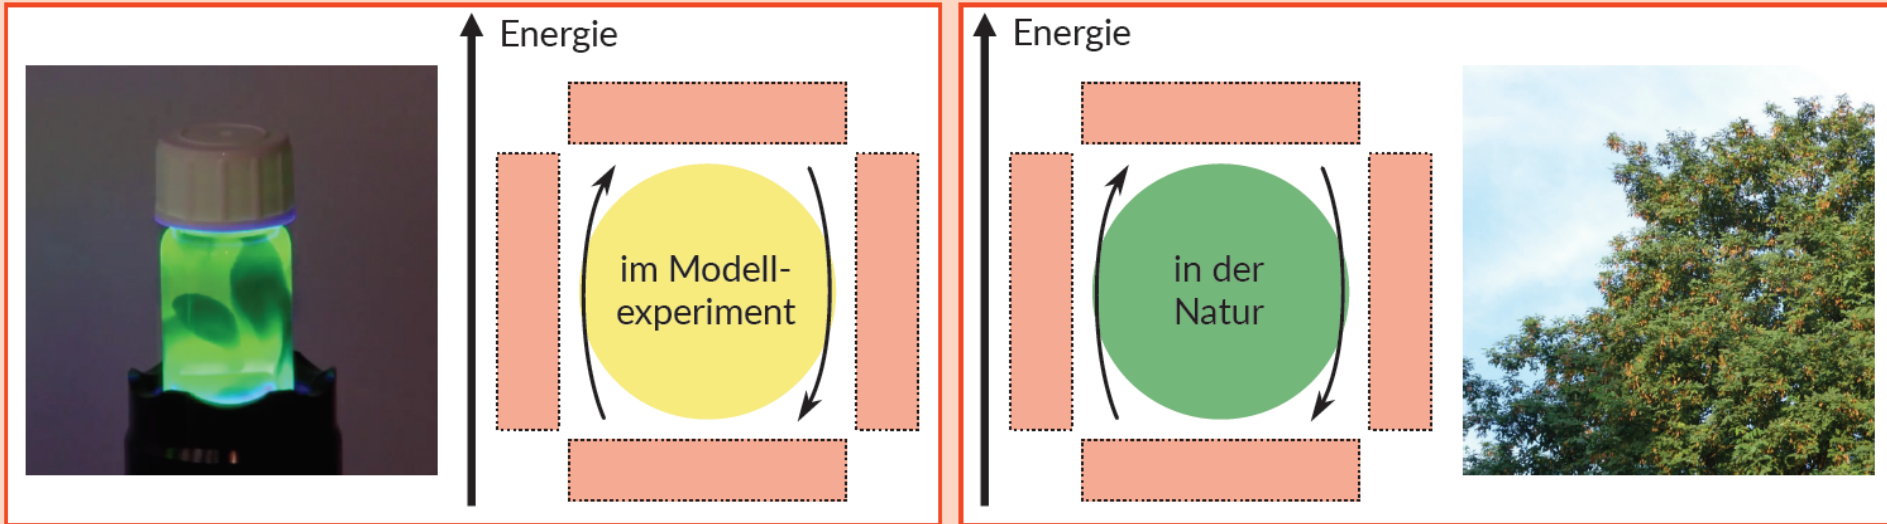 Energie
im Modell-
experiment
Energie
in der
Natur